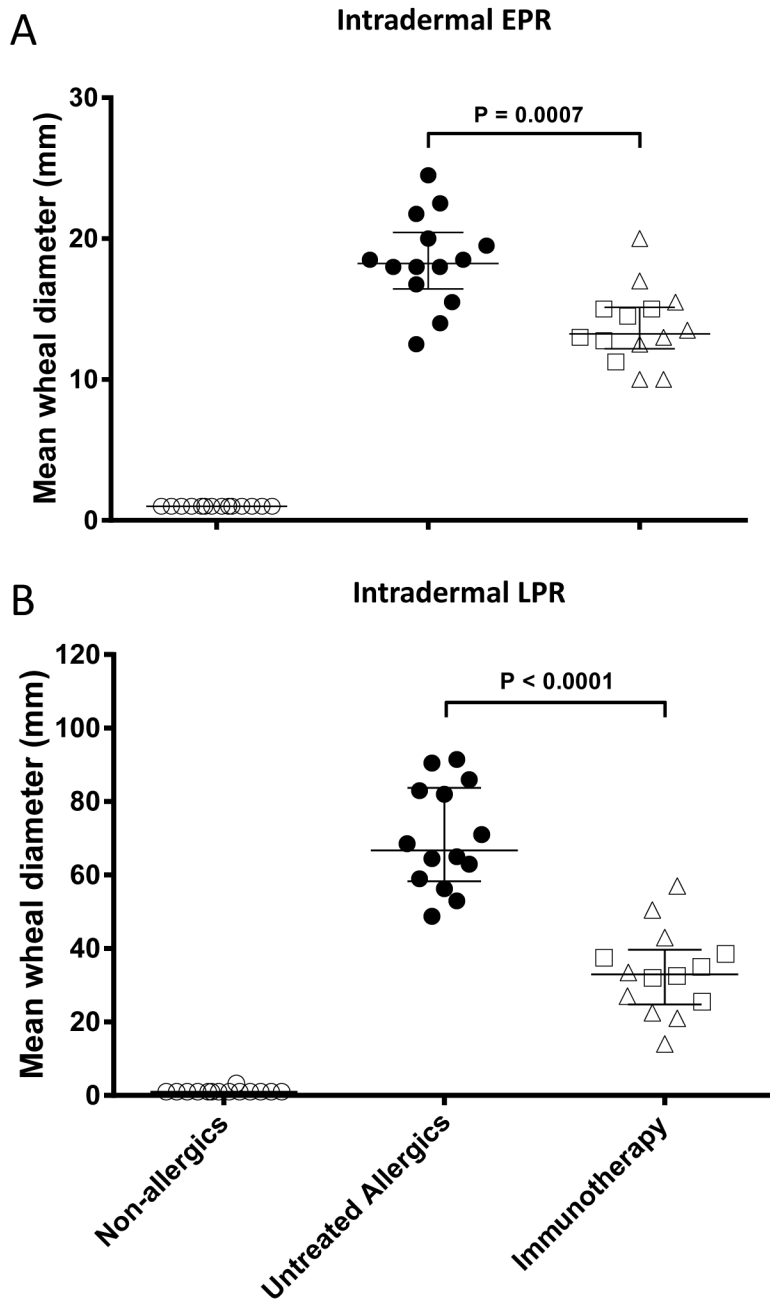 A
Intradermal EPR
Mean wheal diameter (mm)
30
20
10
0
P = 0.0007
B
Intradermal LPR
Mean wheal diameter (mm)
120
100
80
60
40
20
0
P < 0.0001
Non-allergics
Untreated Allergics
Immunotherapy